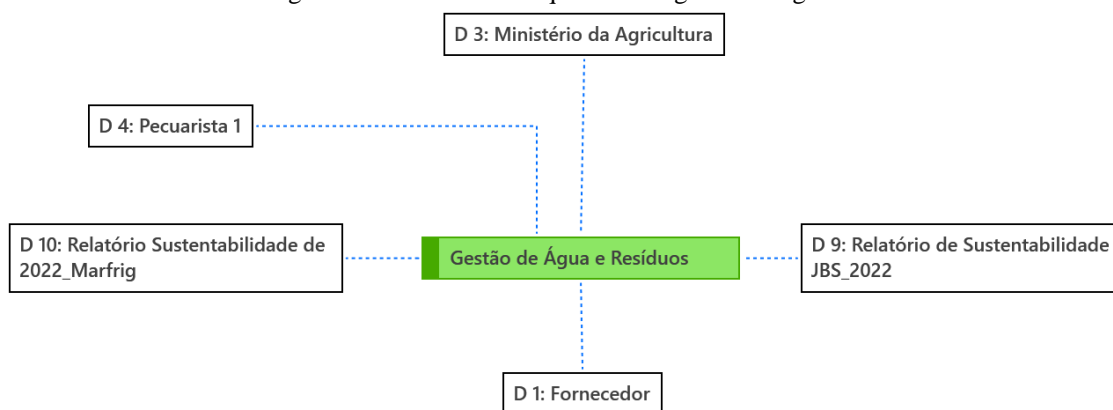 D 3: Ministério da Agricultura
D 4: Pecuarista 1
D 10: Relatório Sustentabilidade de
2022_Marfrig
Gestão de Água e Resíduos
D 9: Relatório de Sustentabilidade
JBS_2022
D 1: Fornecedor